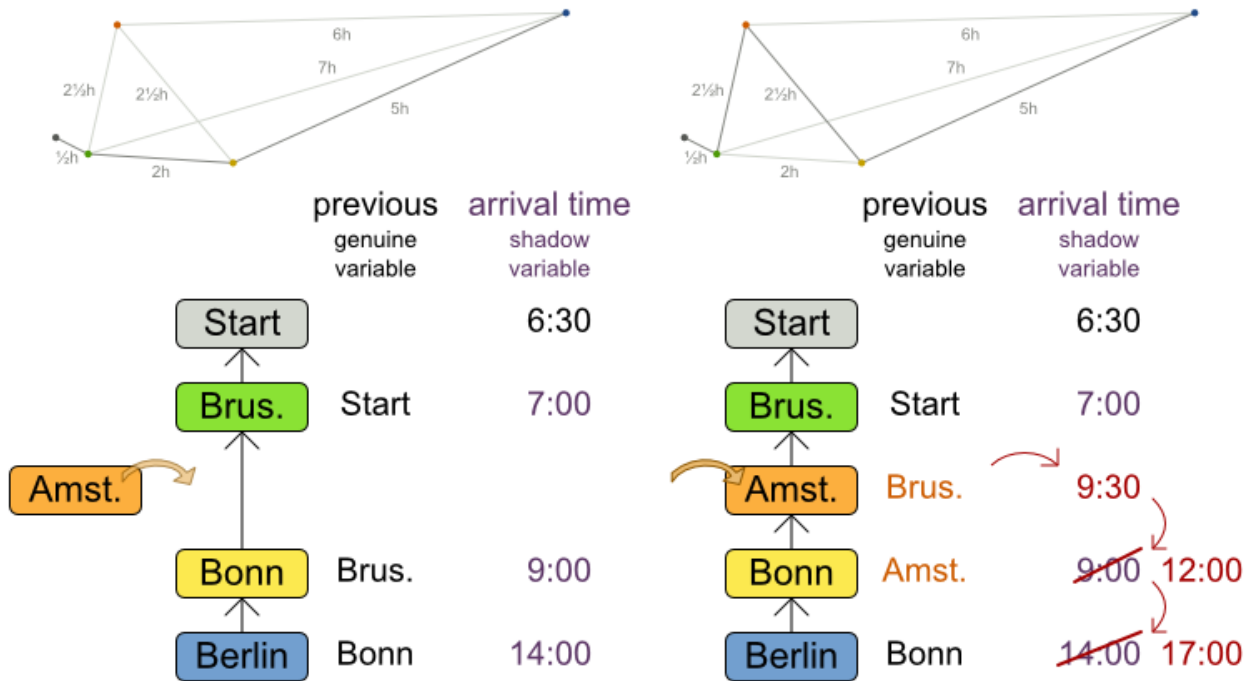 6h
6h
7h
7h
2½h
2½h
2½h
2½h
5h
5h
½h
½h
2h
2h
previous arrival time
previous arrival time
genuine shadow
genuine shadow
variable variable
variable variable
Start 6:30
Start 6:30
Brus. Start 7:00
Brus. Start 7:00
Amst.
Amst. Brus. 9:30
Bonn Brus. 9:00
Bonn Amst. 9:00 12:00
Berlin Bonn 14:00
Berlin Bonn 14:00 17:00